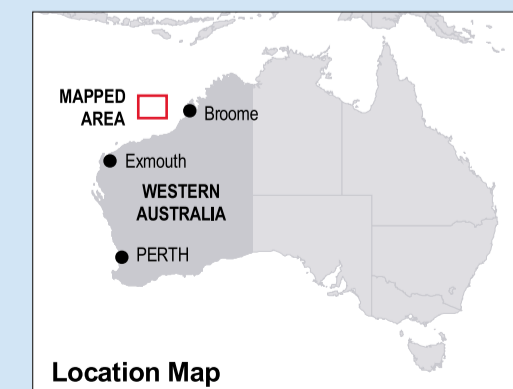 MAPPED
AREA
Broome
Exmouth
WESTERN
AUSTRALIA
PERTH
Location Map